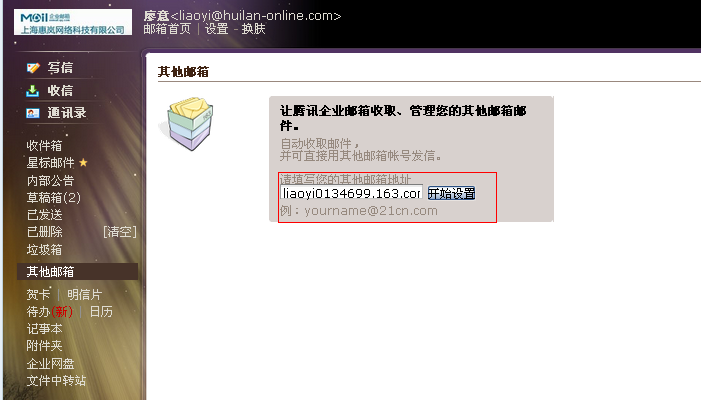 Mail 企业邮箱
上海惠岚网络科技有限公司
廖意<liaoyi@huilan-online.com>
邮箱首页 | 设置 - 换肤
写信
收信
通讯录
收件箱
星标邮件
内部公告
草稿箱(2)
已发送
已删除 [清空]
垃圾箱
其他邮箱
贺卡 | 明信片
待办(新) | 日历
记事本
附件夹
企业网盘
文件中转站
其他邮箱
让腾讯企业邮箱收取、管理您的其他邮箱邮
件。
自动收取邮件，
并可直接用其他邮箱帐号发信。
请填写您的其他邮箱地址
liaoyi0134699.163.com 开始设置
例：yourname@21cn.com